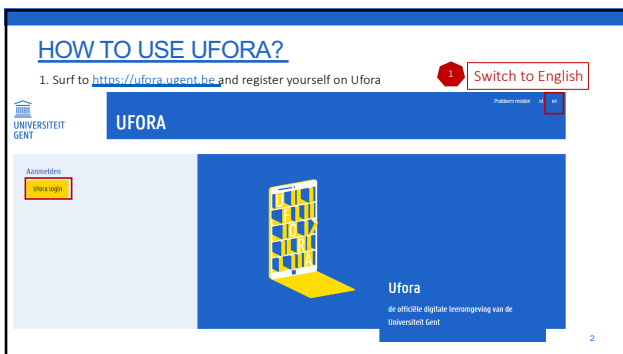 HOW TO USE UFORA?
1. Surf to https://ufora.ugent.be and register yourself on Ufora
1
Switch to English
Probleem melden nl en
UNIVERSITEIT
GENT
UFORA
Aanmelden
Ufora login
UFORA
Ufora
de officiële digitale leeromgeving van de
Universiteit Gent
2